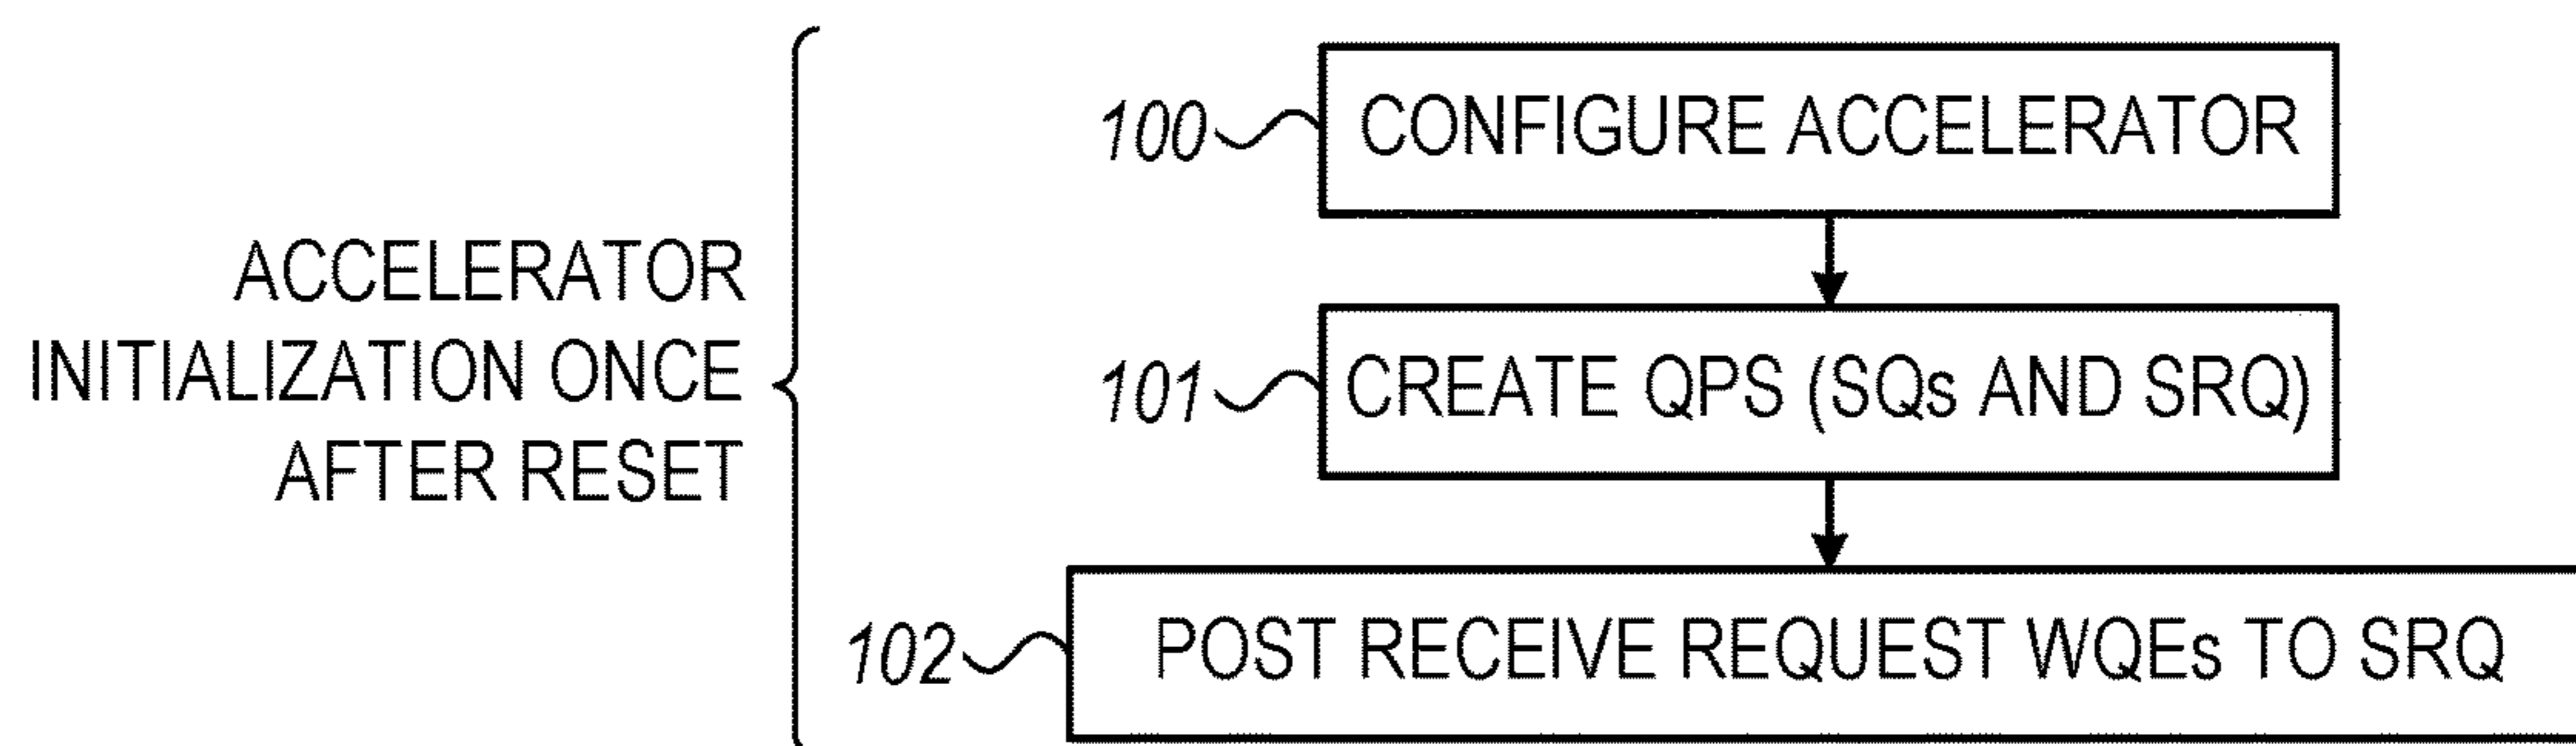 ACCELERATOR
INITIALIZATION ONCE
AFTER RESET
100
CONFIGURE ACCELERATOR
101
CREATE QPS (SQs AND SRQ)
102
POST RECEIVE REQUEST WQEs TO SRQ